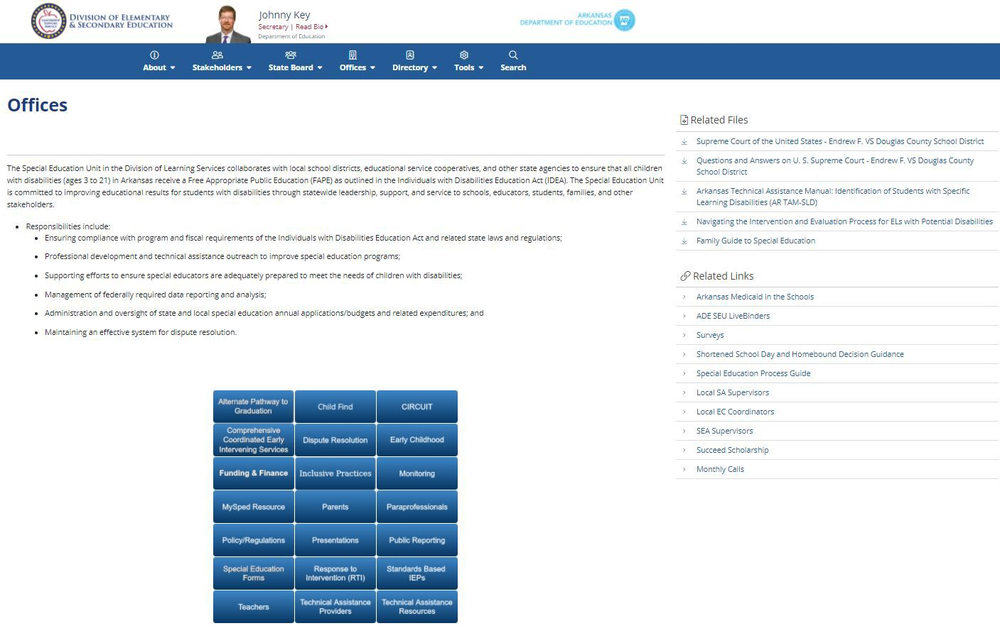 LEADERSHIP
SUPPORT
SERVICE
DIVISION OF ELEMENTARY
& SECONDARY EDUCATION
Johnny Key
Secretary | Read Bio
Department of Education
ARKANSAS
DEPARTMENT OF EDUCATION
About
Stakeholders
State Board
Offices
Directory
Tools
Search
Offices
The Special Education Unit in the Division of Learning Services collaborates with local school districts, educational service cooperatives, and other state agencies to ensure that all children
with disabilities (ages 3 to 21) in Arkansas receive a Free Appropriate Public Education (FAPE) as outlined in the Individuals with Disabilities Education Act (IDEA). The Special Education Unit
is committed to improving educational results for students with disabilities through statewide leadership, support, and service to schools, educators, students, families, and other
stakeholders.
Responsibilities include:
Ensuring compliance with program and fiscal requirements of the Individuals with Disabilities Education Act and related state laws and regulations;
Professional development and technical assistance outreach to improve special education programs;
Supporting efforts to ensure special educators are adequately prepared to meet the needs of children with disabilities;
Management of federally required data reporting and analysis;
Administration and oversight of state and local special education annual applications/budgets and related expenditures; and
Maintaining an effective system for dispute resolution.
Alternate Pathway to
Graduation
Child Find
CIRCUIT
Comprehensive
Coordinated Early
Intervening Services
Dispute Resolution
Early Childhood
Funding & Finance
Inclusive Practices
Monitoring
MySped Resource
Parents
Paraprofessionals
Policy/Regulations
Presentations
Public Reporting
Special Education
Forms
Response to
Intervention (RTI)
Standards Based
IEPs
Teachers
Technical Assistance
Providers
Technical Assistance
Resources
Related Files
Supreme Court of the United States - Endrew F. VS Douglas County School District
Questions and Answers on U. S. Supreme Court - Endrew F. VS Douglas County
School District
Arkansas Technical Assistance Manual: Identification of Students with Specific
Learning Disabilities (AR TAM-SLD)
Navigating the Intervention and Evaluation Process for ELs with Potential Disabilities
Family Guide to Special Education
Related Links
Arkansas Medicaid in the Schools
ADE SEU LiveBinders
Surveys
Shortened School Day and Homebound Decision Guidance
Special Education Process Guide
Local SA Supervisors
Local EC Coordinators
SEA Supervisors
Succeed Scholarship
Monthly Calls